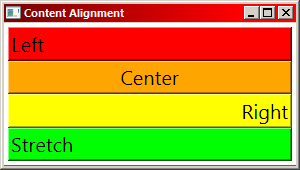 Content Alignment
Left
Center
Right
Stretch